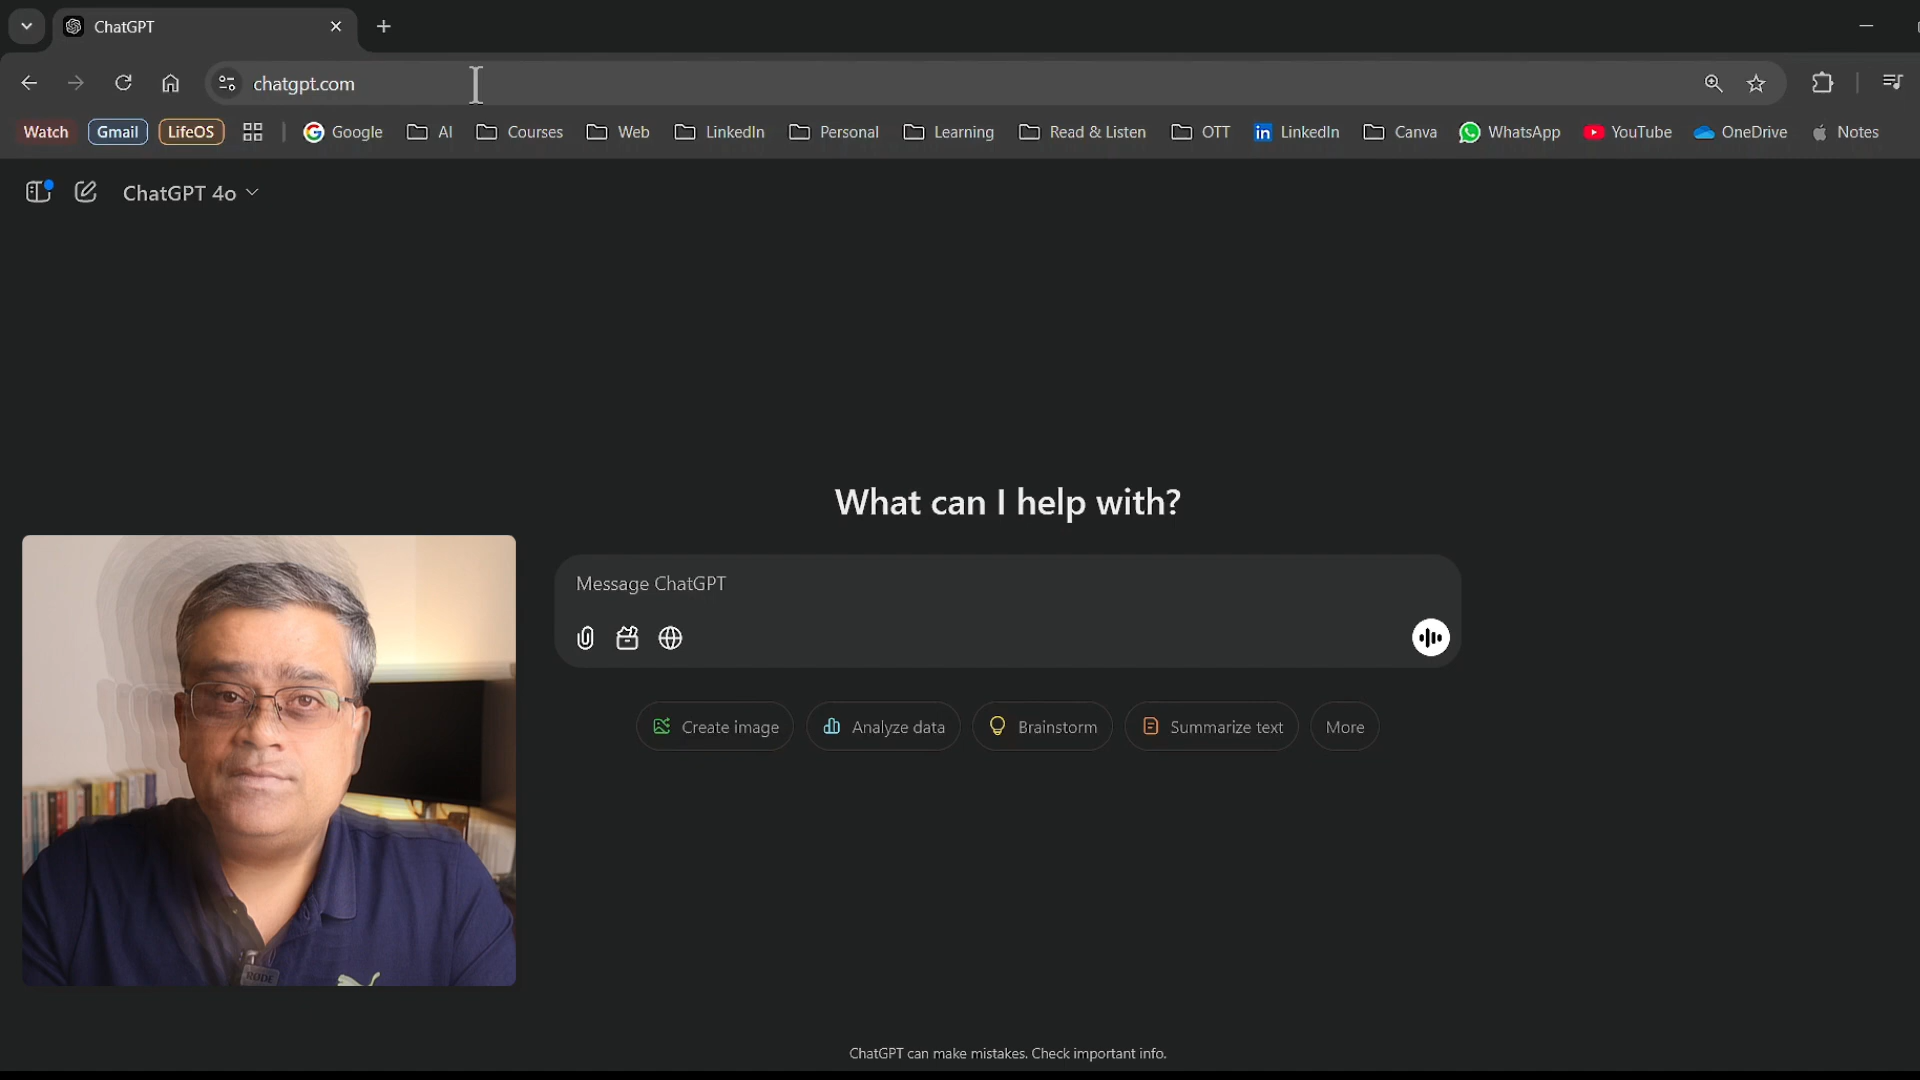 ChatGPT
chatgpt.com
Watch Gmail LifeOS Google AI Courses Web LinkedIn Personal Learning Read & Listen OTT LinkedIn Canva WhatsApp YouTube OneDrive Notes
ChatGPT 4o
What can I help with?
Message ChatGPT
Create image Analyze data Brainstorm Summarize text More
RODE
ChatGPT can make mistakes. Check important info.